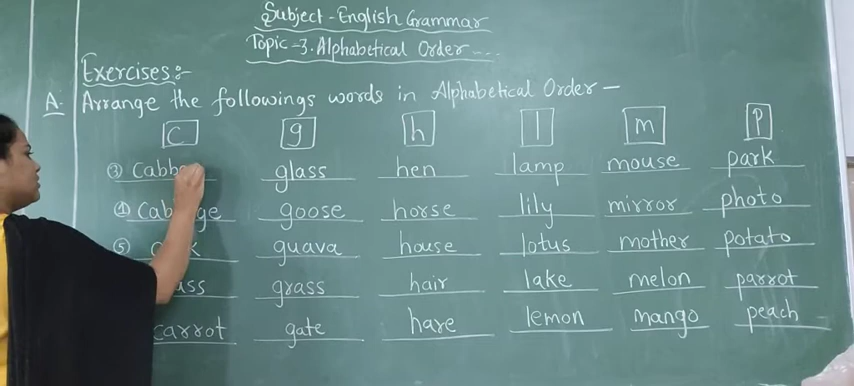 Subject - English Grammar
Topic - 3. Alphabetical Order ---
Exercises:-
A. Arrange the followings words in Alphabetical Order -
C g h l m P
③ glass hen lamp mouse park
goose horse lily mirror photo
⑤ guava house lotus mother potato
grass hair lake melon parrot
carrot gate hare lemon mango peach